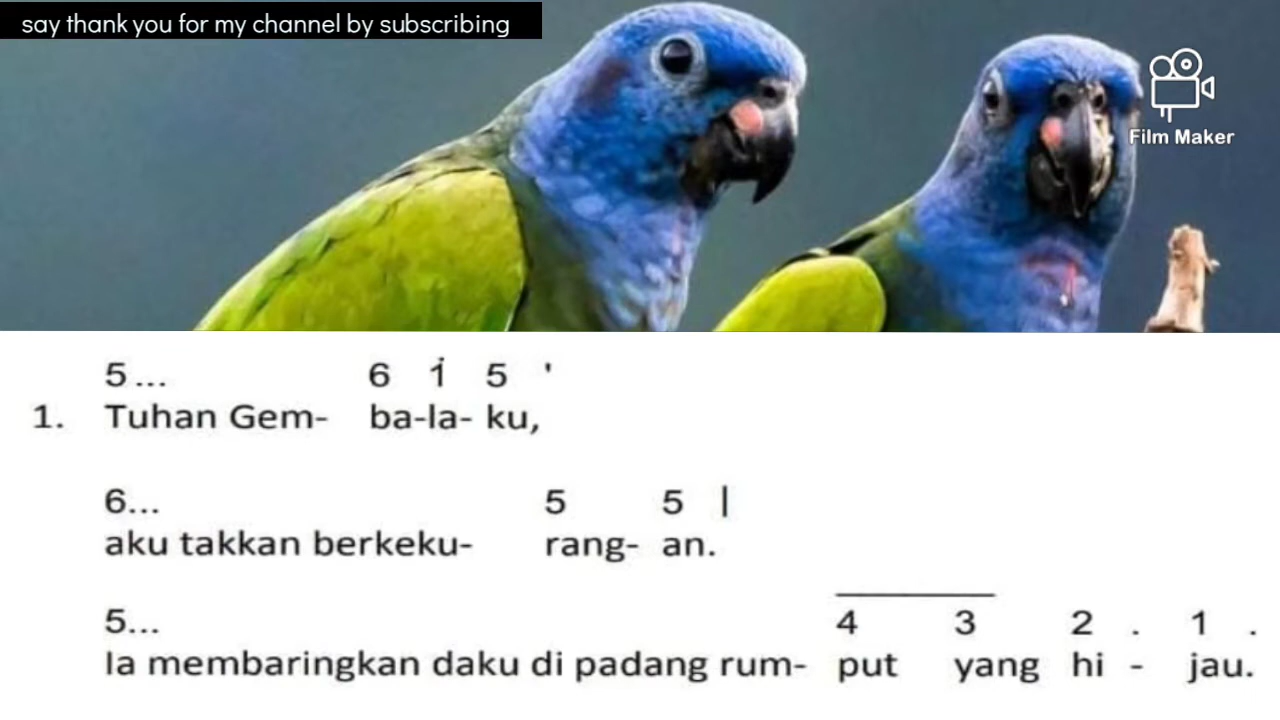 say thank you for my channel by subscribing
Film Maker
5... 6 1̇ 5 '
1. Tuhan Gem- ba-la- ku,
6... 5 5 |
aku takkan berkeku- rang- an.
5... 4 3 2 . 1 .
Ia membaringkan daku di padang rum- put yang hi - jau.